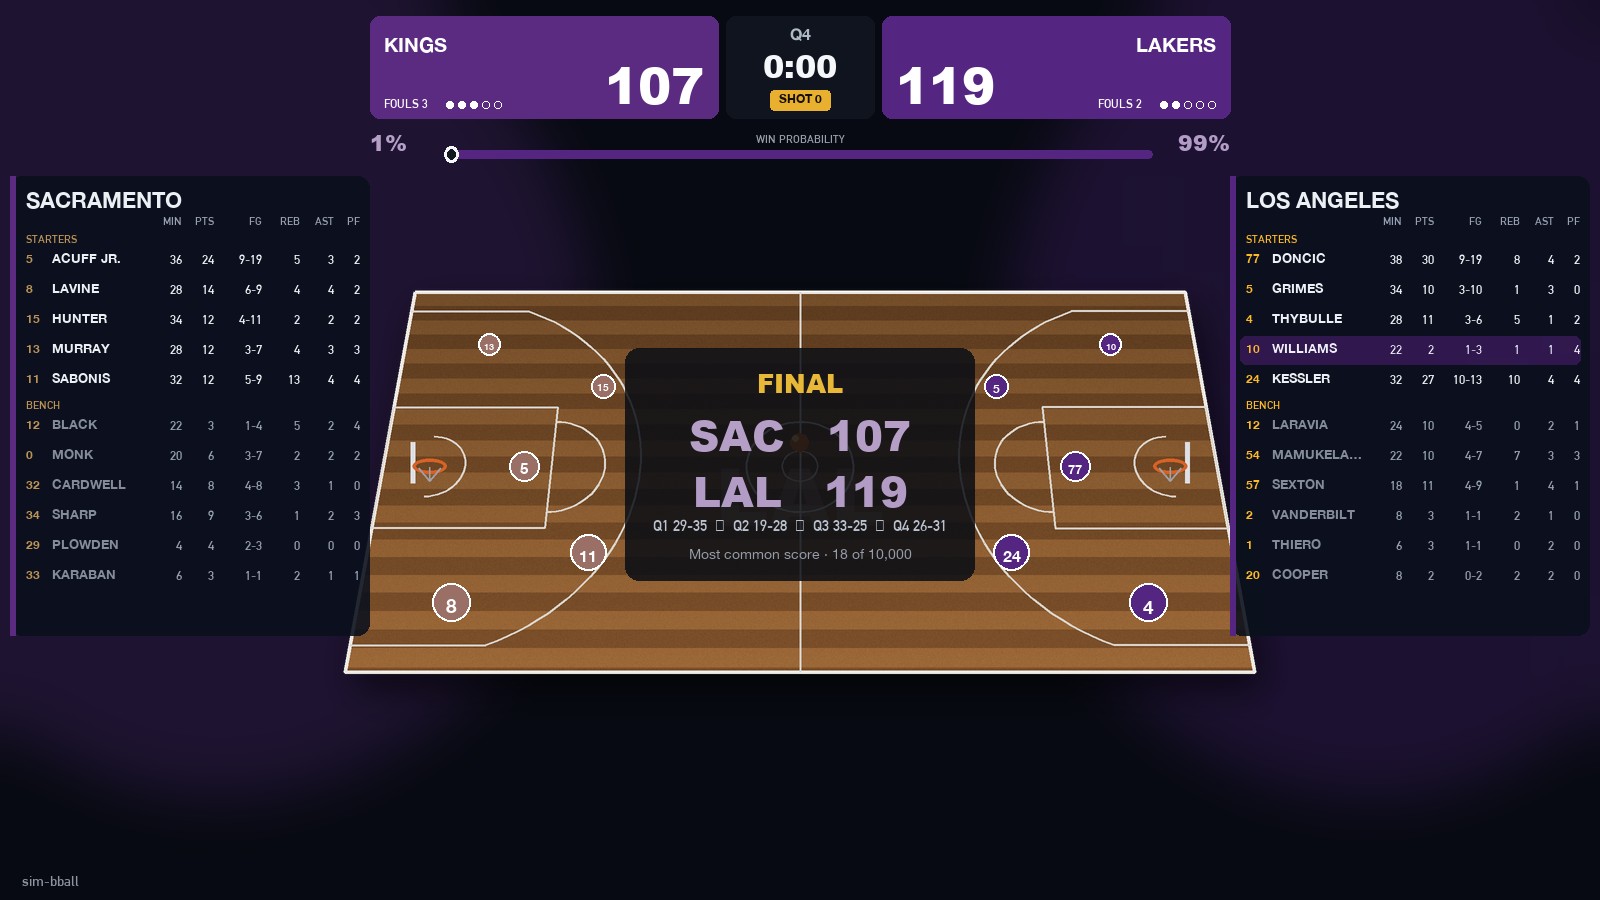 KINGS
107
FOULS 3
Q4
0:00
SHOT 0
LAKERS
119
FOULS 2
1%
WIN PROBABILITY
99%
SACRAMENTO
MIN PTS FG REB AST PF
STARTERS
5 ACUFF JR. 36 24 9-19 5 3 2
8 LAVINE 28 14 6-9 4 4 2
15 HUNTER 34 12 4-11 2 2 2
13 MURRAY 28 12 3-7 4 3 3
11 SABONIS 32 12 5-9 13 4 4
BENCH
12 BLACK 22 3 1-4 5 2 4
0 MONK 20 6 3-7 2 2 2
32 CARDWELL 14 8 4-8 3 1 0
34 SHARP 16 9 3-6 1 2 3
29 PLOWDEN 4 4 2-3 0 0 0
33 KARABAN 6 3 1-1 2 1 1
13
15
5
11
8
FINAL
SAC 107
LAL 119
Q1 29-35 Q2 19-28 Q3 33-25 Q4 26-31
Most common score · 18 of 10,000
10
5
77
24
4
LOS ANGELES
MIN PTS FG REB AST PF
STARTERS
77 DONCIC 38 30 9-19 8 4 2
5 GRIMES 34 10 3-10 1 3 0
4 THYBULLE 28 11 3-6 5 1 2
10 WILLIAMS 22 2 1-3 1 1 4
24 KESSLER 32 27 10-13 10 4 4
BENCH
12 LARAVIA 24 10 4-5 0 2 1
54 MAMUKELA... 22 10 4-7 7 3 3
57 SEXTON 18 11 4-9 1 4 1
2 VANDERBILT 8 3 1-1 2 1 0
1 THIERO 6 3 1-1 0 2 0
20 COOPER 8 2 0-2 2 2 0
sim-bball